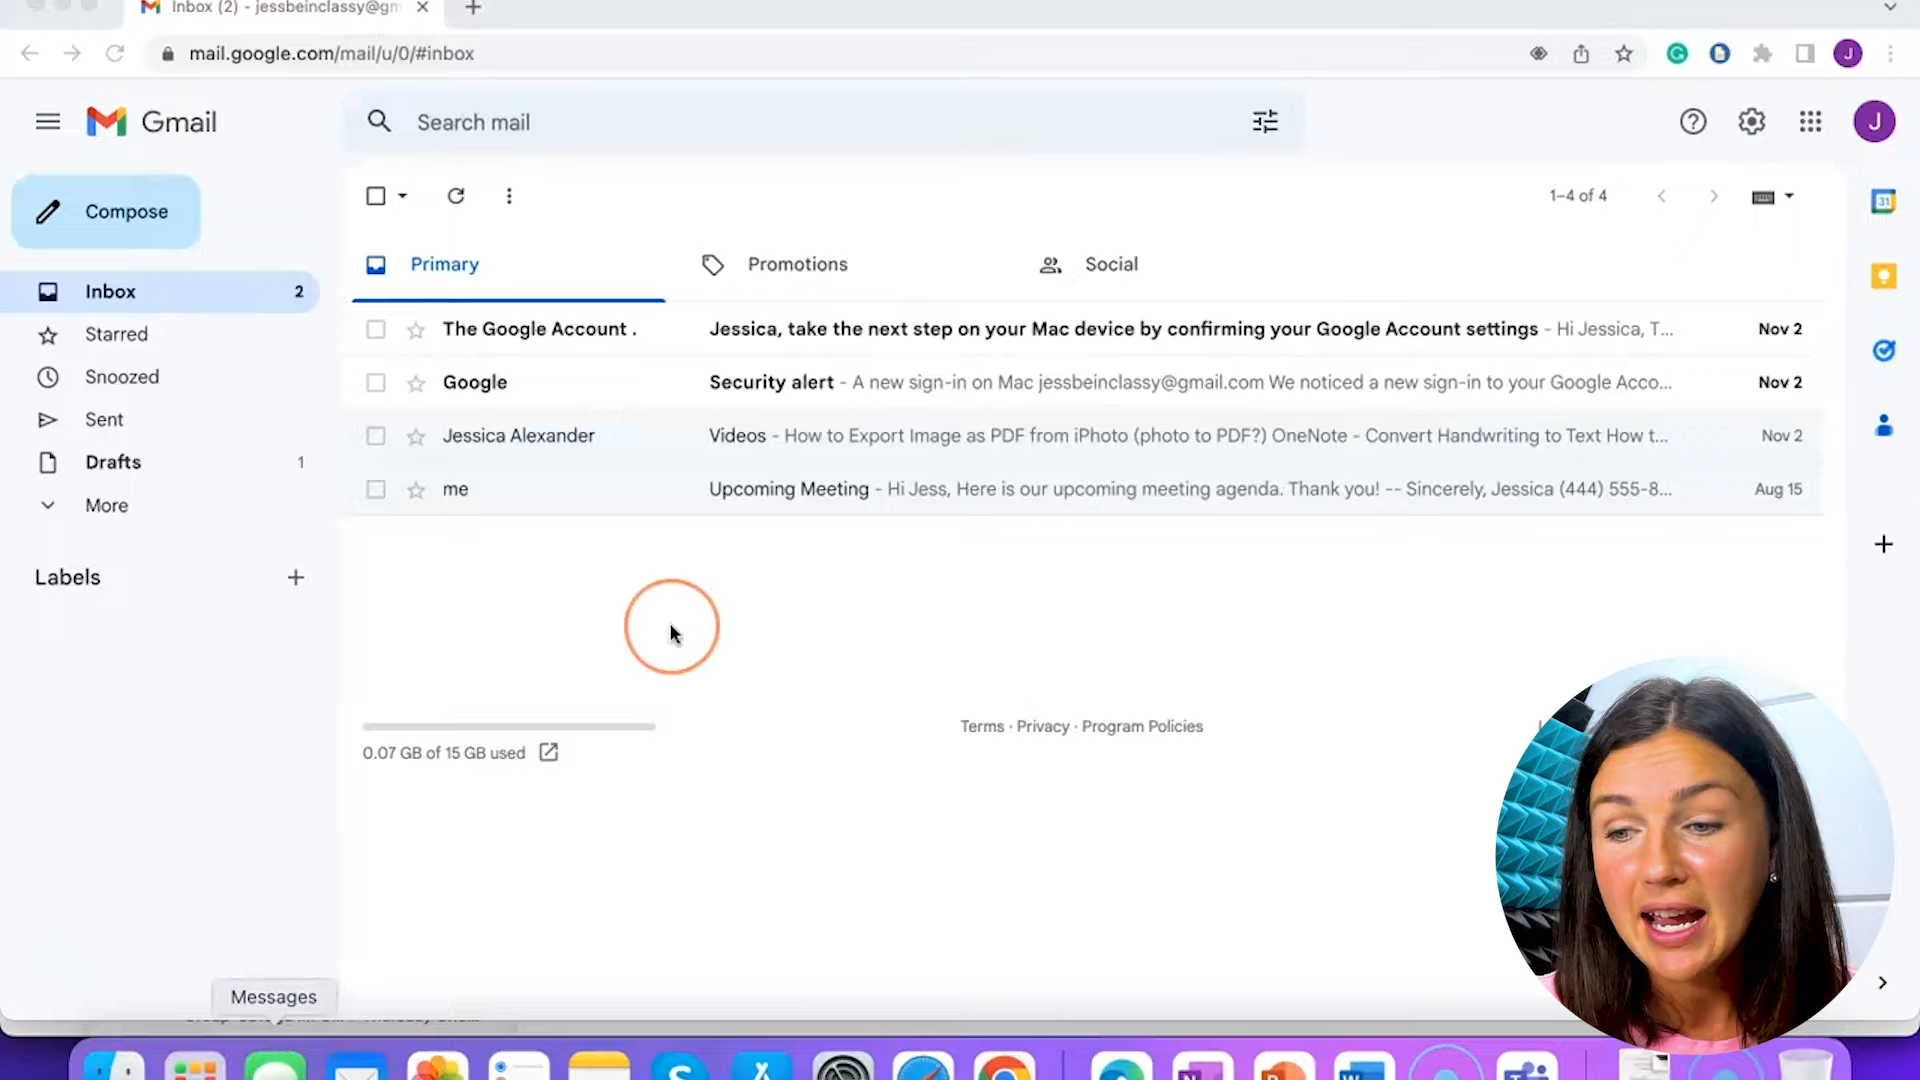 Inbox (2) - jessbeinclassy@gm
mail.google.com/mail/u/0/#inbox
J
Gmail
Search mail
J
Compose
1–4 of 4
31
Primary
Promotions
Social
Inbox 2
Starred
Snoozed
Sent
Drafts 1
More
Labels
The Google Account . Jessica, take the next step on your Mac device by confirming your Google Account settings - Hi Jessica, T... Nov 2
Google Security alert - A new sign-in on Mac jessbeinclassy@gmail.com We noticed a new sign-in to your Google Acco... Nov 2
Jessica Alexander Videos - How to Export Image as PDF from iPhoto (photo to PDF?) OneNote - Convert Handwriting to Text How t... Nov 2
me Upcoming Meeting - Hi Jess, Here is our upcoming meeting agenda. Thank you! -- Sincerely, Jessica (444) 555-8... Aug 15
Terms · Privacy · Program Policies
0.07 GB of 15 GB used
Messages